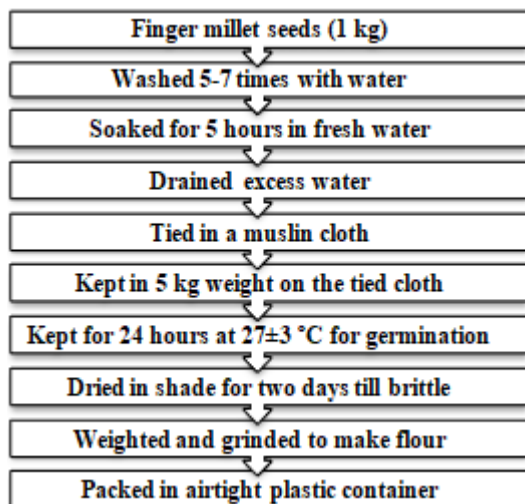 Finger millet seeds (1 kg)
Washed 5-7 times with water
Soaked for 5 hours in fresh water
Drained excess water
Tied in a muslin cloth
Kept in 5 kg weight on the tied cloth
Kept for 24 hours at 27±3 °C for germination
Dried in shade for two days till brittle
Weighted and grinded to make flour
Packed in airtight plastic container